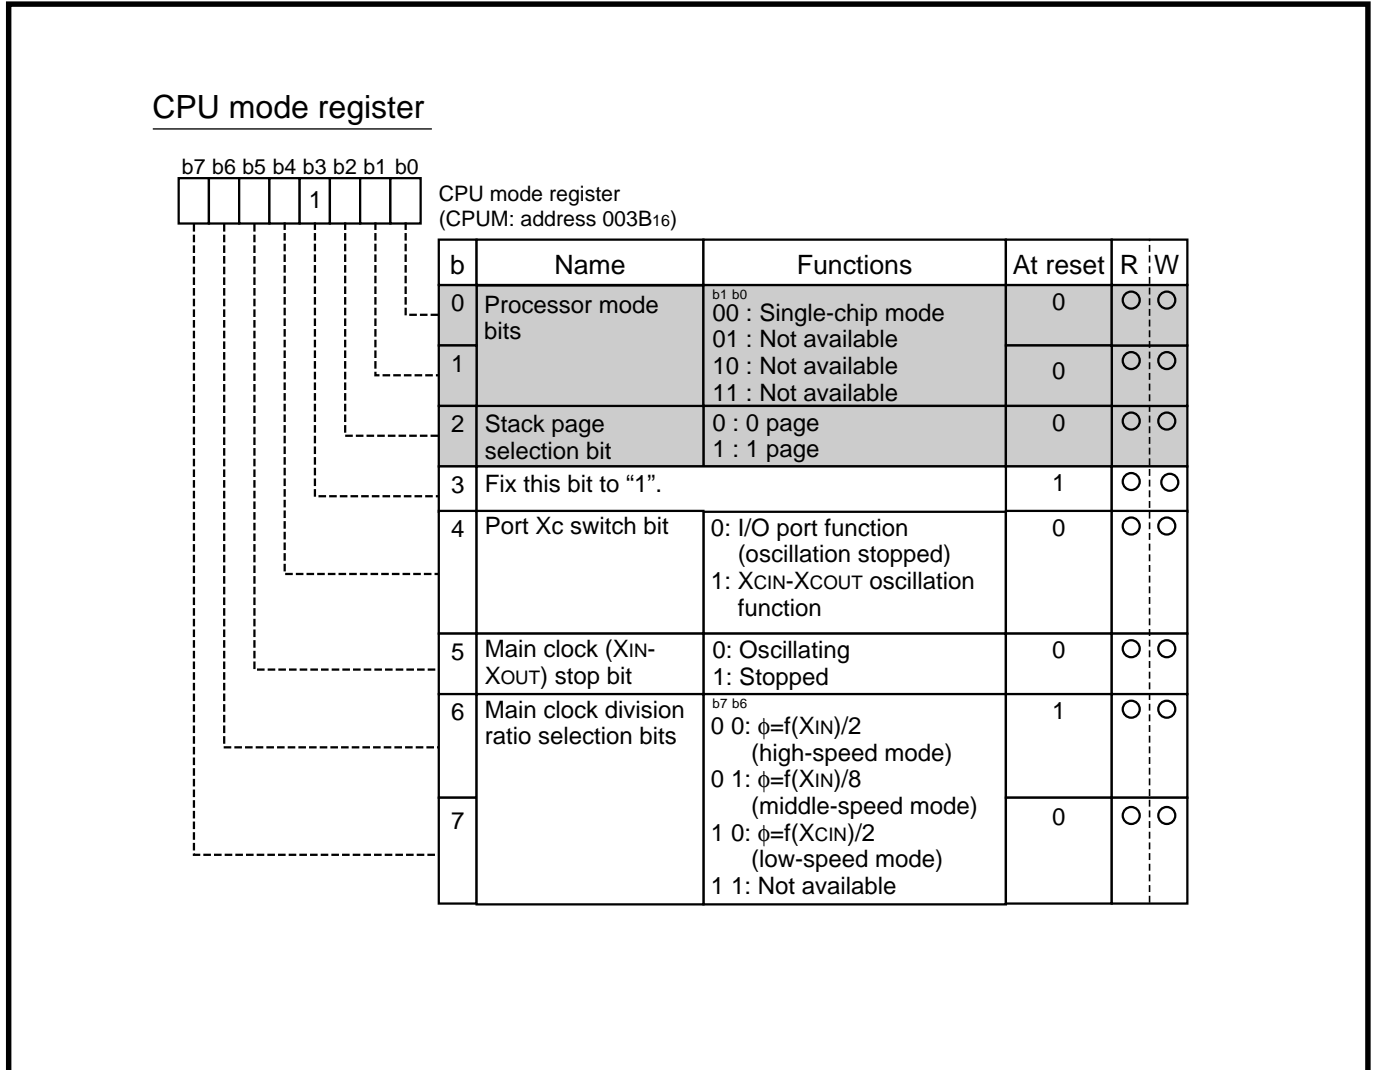 CPU mode register
b7 b6 b5 b4 b3 b2 b1 b0
1
CPU mode register
(CPUM: address 003B16)
b Name Functions At reset R W
0 Processor mode bits
b1 b0
00 : Single-chip mode
01 : Not available
10 : Not available
11 : Not available
0 ○ ○
1 0 ○ ○
2 Stack page selection bit
0 : 0 page
1 : 1 page
0 ○ ○
3 Fix this bit to “1”. 1 ○ ○
4 Port Xc switch bit
0: I/O port function
(oscillation stopped)
1: XCIN-XCOUT oscillation
function
0 ○ ○
5 Main clock (XIN-
XOUT) stop bit
0: Oscillating
1: Stopped
0 ○ ○
6 Main clock division
ratio selection bits
b7 b6
0 0: ϕ=f(XIN)/2
(high-speed mode)
0 1: ϕ=f(XIN)/8
(middle-speed mode)
1 0: ϕ=f(XCIN)/2
(low-speed mode)
1 1: Not available
1 ○ ○
7 0 ○ ○